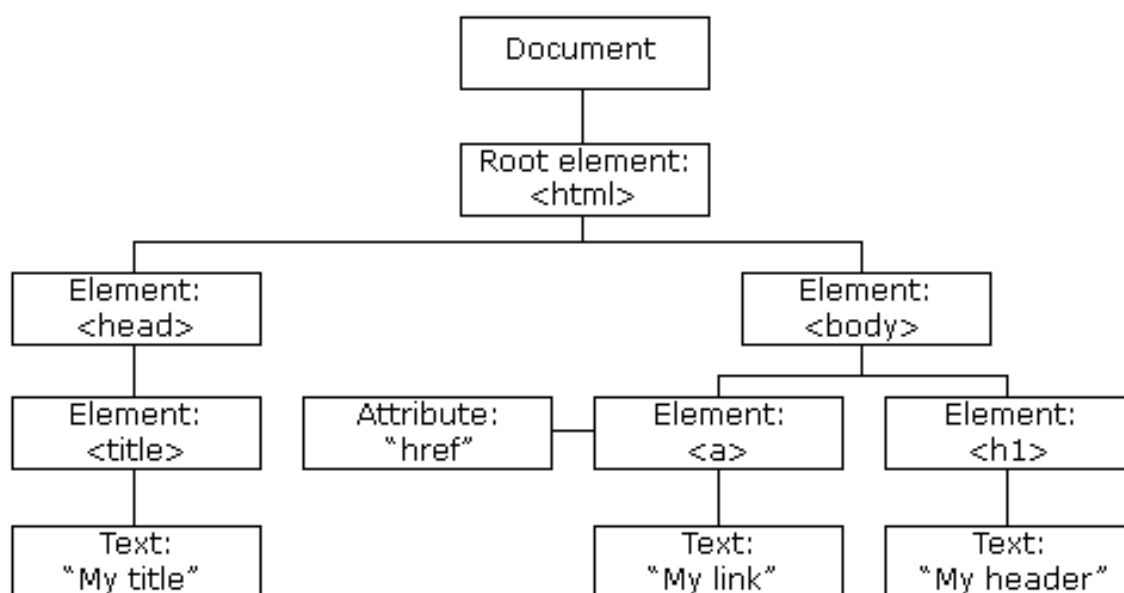 Document
Root element:
<html>
Element:
<head>
Element:
<body>
Element:
<title>
Attribute:
“href”
Element:
<a>
Element:
<h1>
Text:
“My title”
Text:
“My link”
Text:
“My header”